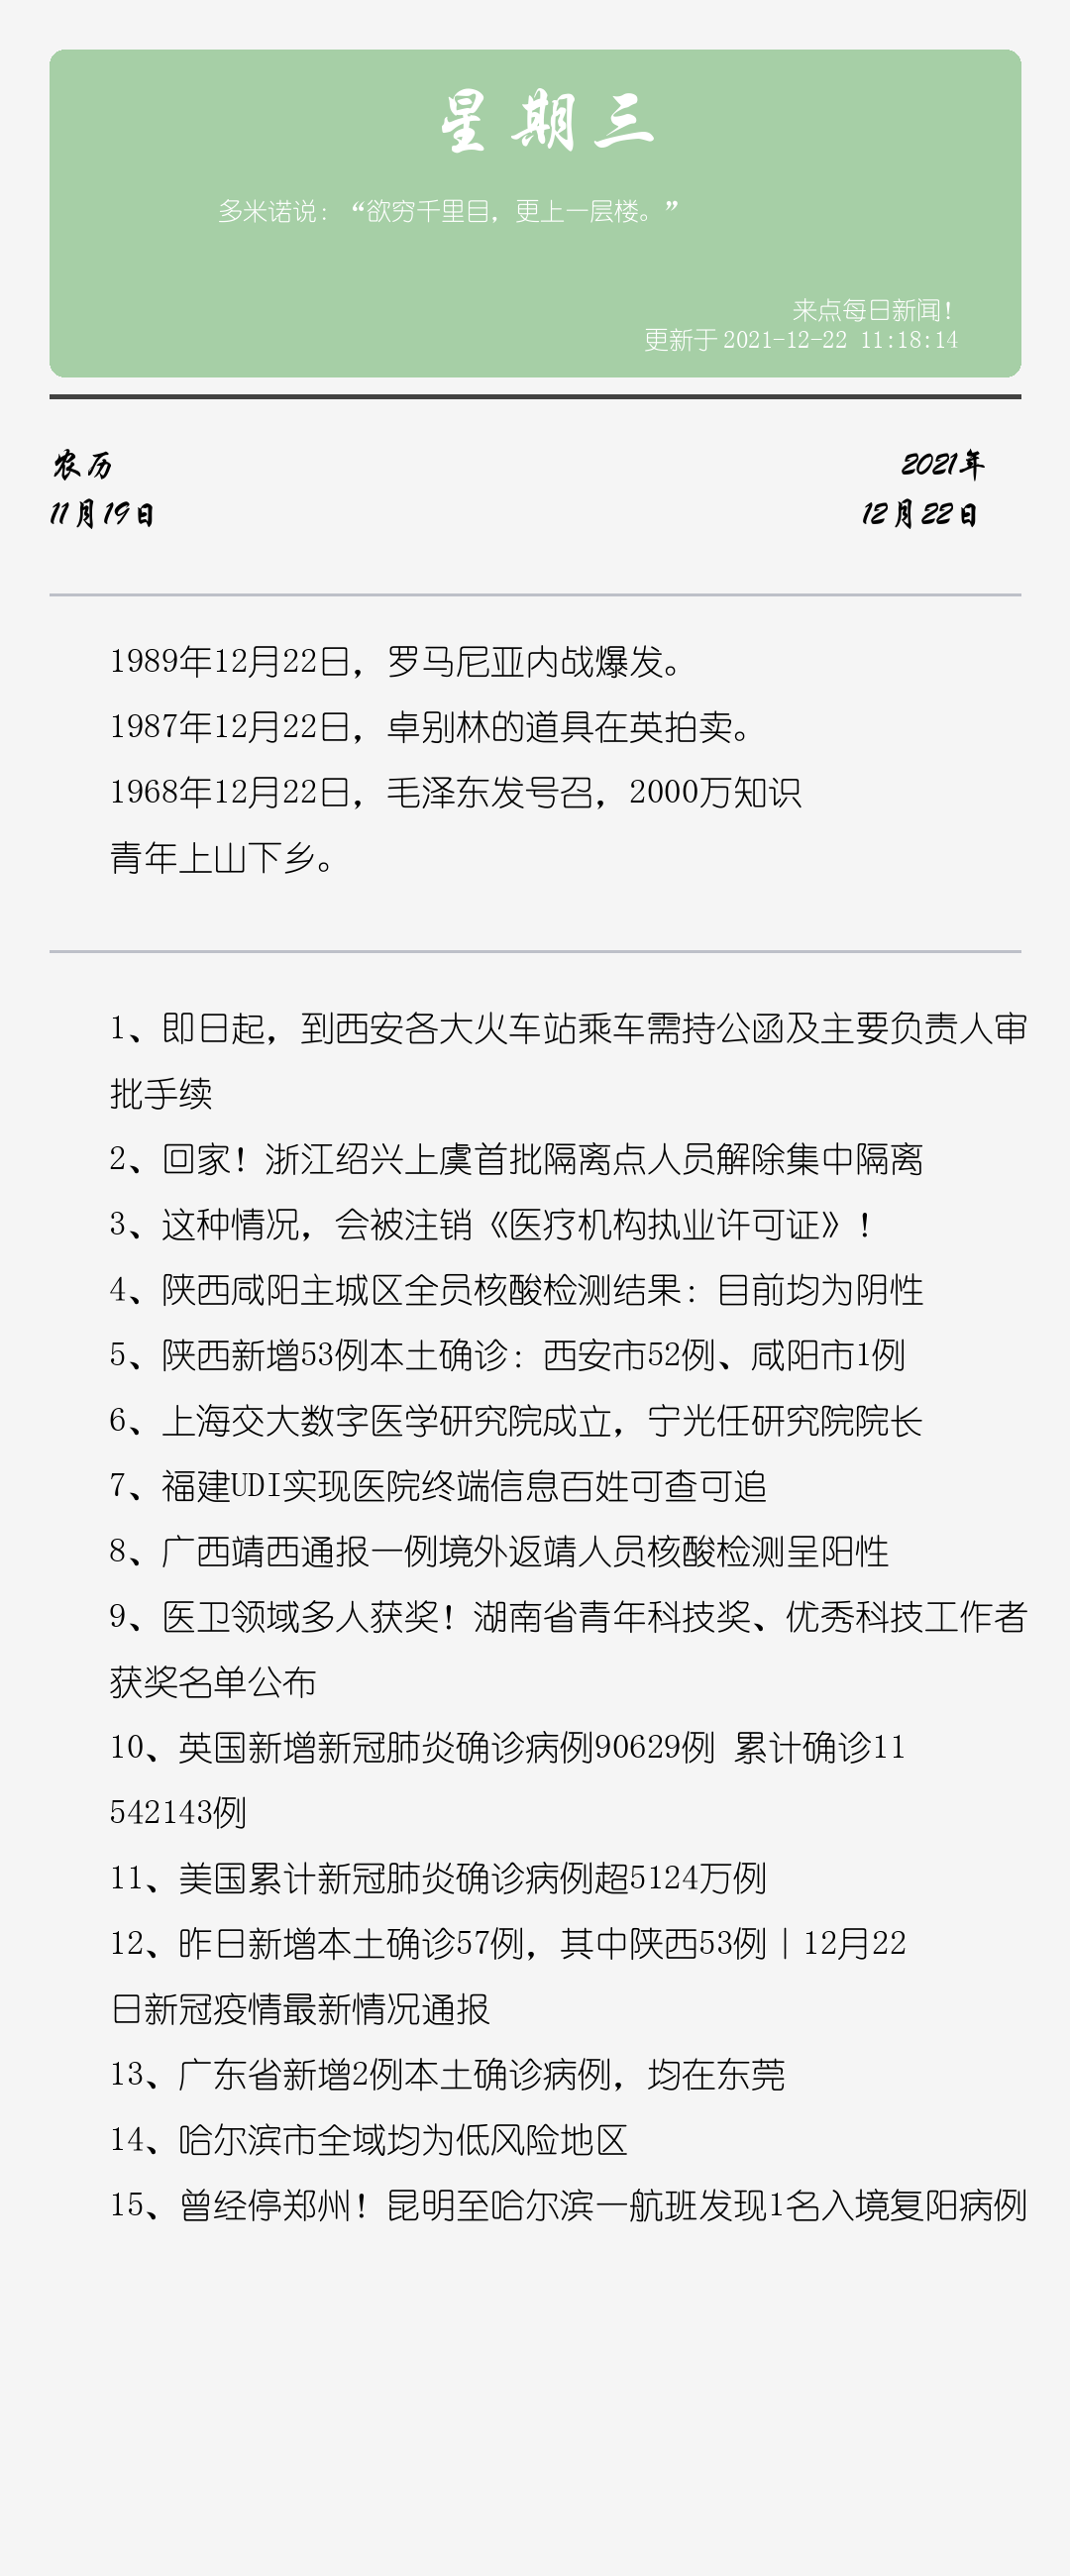 星期三
多米诺说：“欲穷千里目，更上一层楼。”
来点每日新闻！
更新于 2021-12-22 11:18:14
农历
2021年
11月19日
12月22日
1989年12月22日，罗马尼亚内战爆发。
1987年12月22日，卓别林的道具在英拍卖。
1968年12月22日，毛泽东发号召，2000万知识
青年上山下乡。
1、即日起，到西安各大火车站乘车需持公函及主要负责人审
批手续
2、回家！浙江绍兴上虞首批隔离点人员解除集中隔离
3、这种情况，会被注销《医疗机构执业许可证》！
4、陕西咸阳主城区全员核酸检测结果：目前均为阴性
5、陕西新增53例本土确诊：西安市52例、咸阳市1例
6、上海交大数字医学研究院成立，宁光任研究院院长
7、福建UDI实现医院终端信息百姓可查可追
8、广西靖西通报一例境外返靖人员核酸检测呈阳性
9、医卫领域多人获奖！湖南省青年科技奖、优秀科技工作者
获奖名单公布
10、英国新增新冠肺炎确诊病例90629例 累计确诊11
542143例
11、美国累计新冠肺炎确诊病例超5124万例
12、昨日新增本土确诊57例，其中陕西53例丨12月22
日新冠疫情最新情况通报
13、广东省新增2例本土确诊病例，均在东莞
14、哈尔滨市全域均为低风险地区
15、曾经停郑州！昆明至哈尔滨一航班发现1名入境复阳病例